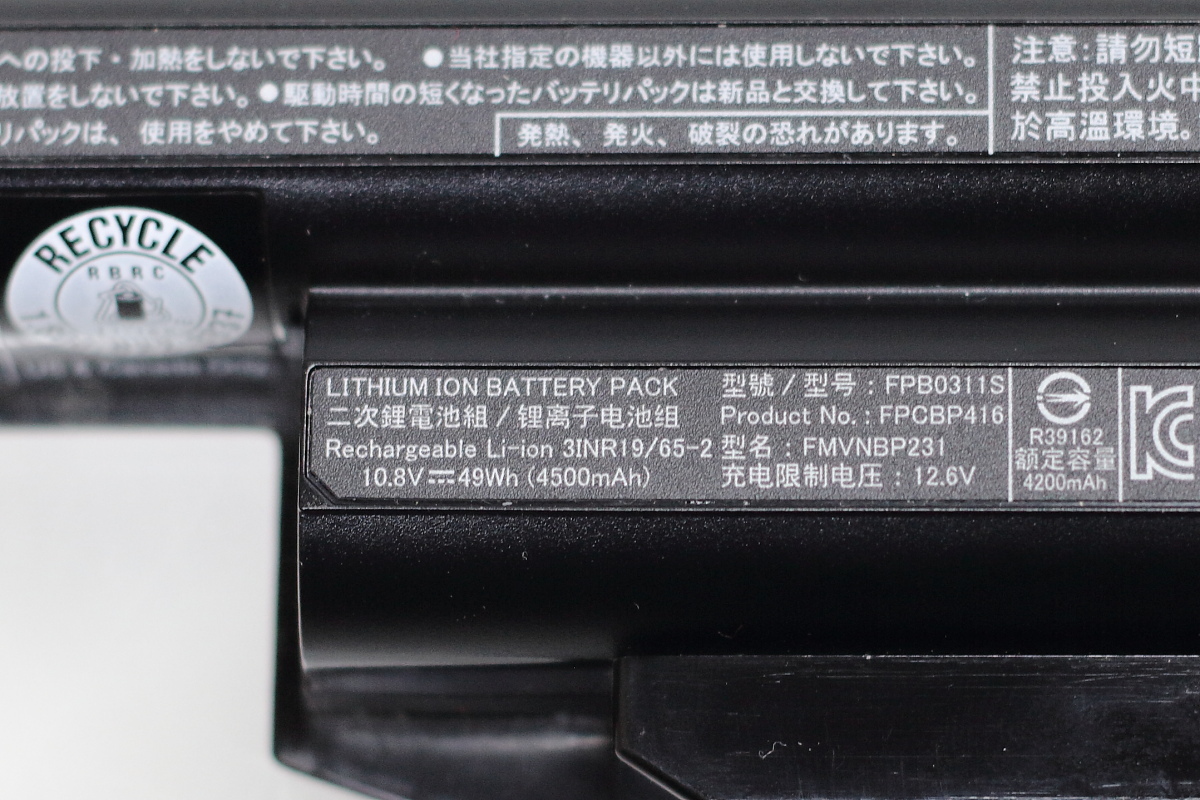 への投下・加熱をしないで下さい。 ●当社指定の機器以外には使用しないで下さい。
放置をしないで下さい。●駆動時間の短くなったバッテリパックは新品と交換して下さい。
リパックは、使用をやめて下さい。
発熱、発火、破裂の恐れがあります。
注意:請勿短
禁止投入火中
於高溫環境。
RECYCLE
RBRC
LITHIUM ION BATTERY PACK
二次鋰電池組/锂离子电池组
Rechargeable Li-ion 3INR19/65-2
10.8V⎓49Wh (4500mAh)
型號/型号:FPB0311S
Product No.:FPCBP416
型名:FMVNBP231
充电限制电压:12.6V
R39162
额定容量
4200mAh